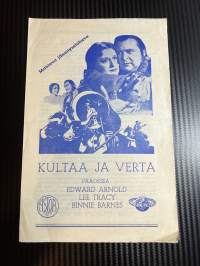 KULTAA JA VERTA
PÄÄOSISSA
EDWARD ARNOLD
LEE TRACY
BINNIE BARNES